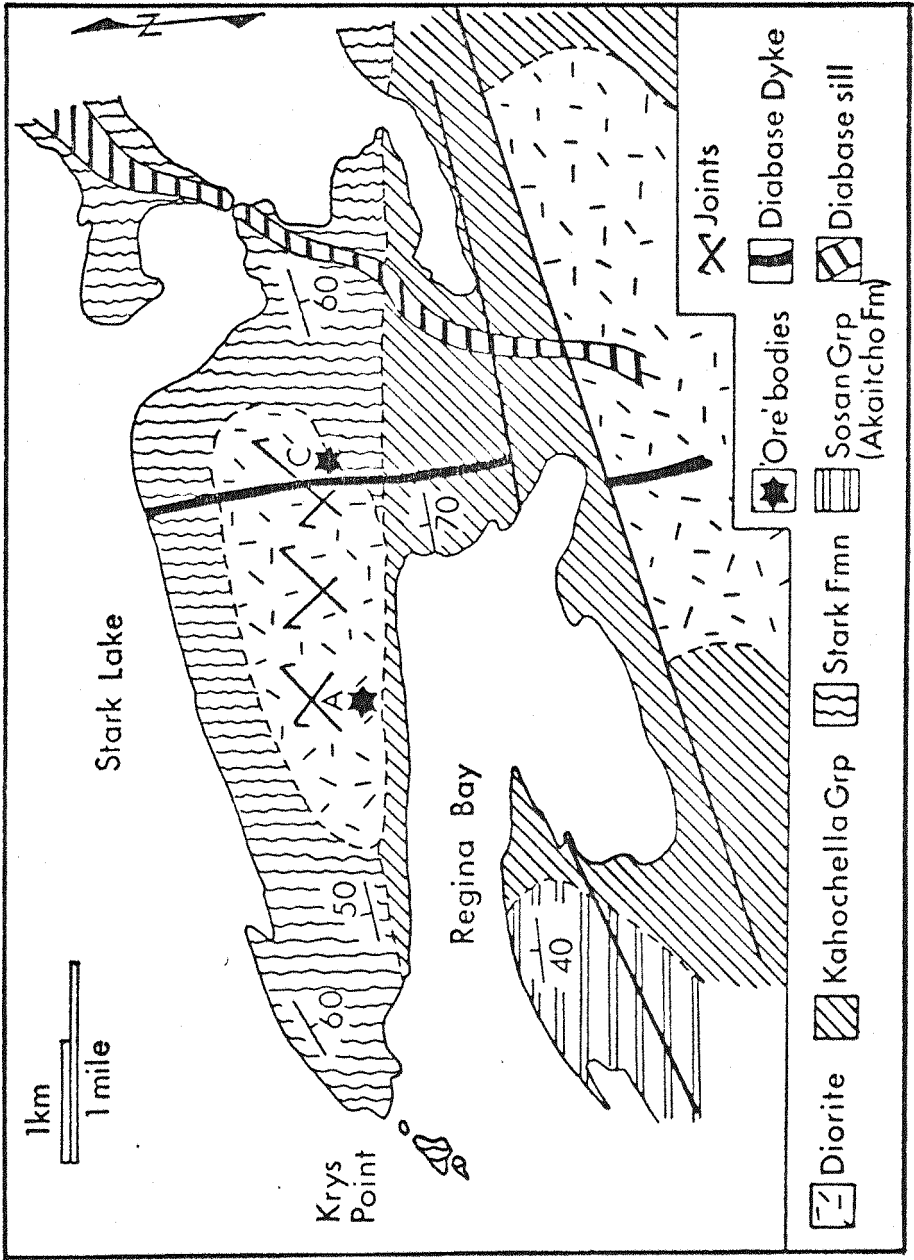 1km
1 mile
N
Stark Lake
Krys
Point
Regina Bay
60
50
60
70
40
A
C
Joints
Ore bodies
Diabase Dyke
Diorite
Kahochella Grp
Stark Fmn
Sosan Grp
(Akaitcho Fm)
Diabase sill